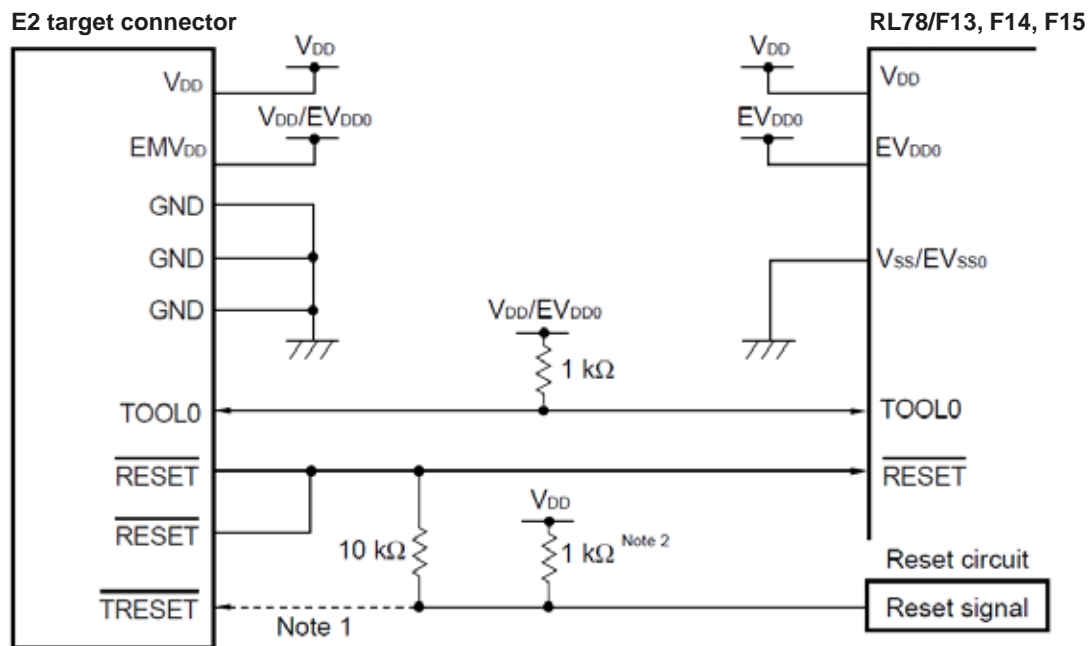 E2 target connector
RL78/F13, F14, F15
VDD
VDD
VDD
VDD
VDD/EVDD0
EVDD0
EMVDD
EVDD0
GND
GND
VSS/EVSS0
GND
VDD/EVDD0
1 kΩ
TOOL0
TOOL0
RESET
RESET
VDD
RESET
10 kΩ
1 kΩ Note 2
Reset circuit
TRESET
Note 1
Reset signal